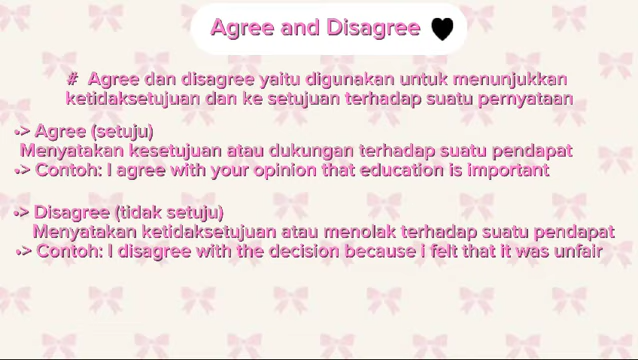 Agree and Disagree 🖤
# Agree dan disagree yaitu digunakan untuk menunjukkan
ketidaksetujuan dan ke setujuan terhadap suatu pernyataan
-> Agree (setuju)
Menyatakan kesetujuan atau dukungan terhadap suatu pendapat
-> Contoh: I agree with your opinion that education is important
-> Disagree (tidak setuju)
Menyatakan ketidaksetujuan atau menolak terhadap suatu pendapat
-> Contoh: I disagree with the decision because i felt that it was unfair